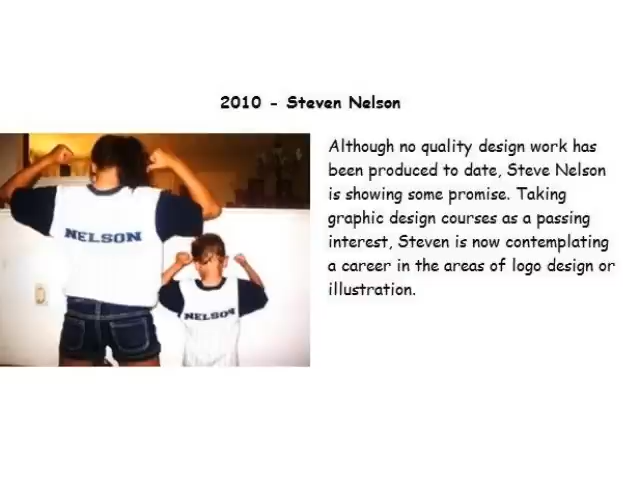 2010 - Steven Nelson
Although no quality design work has
been produced to date, Steve Nelson
is showing some promise. Taking
graphic design courses as a passing
interest, Steven is now contemplating
a career in the areas of logo design or
illustration.
NELSON
NELSON